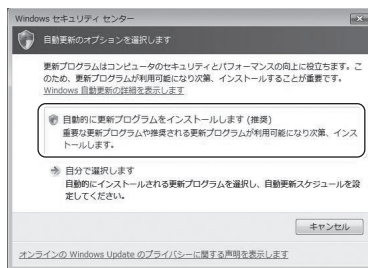 Windows セキュリティ センター
自動更新のオプションを選択します
更新プログラムはコンピュータのセキュリティとパフォーマンスの向上に役立ちます。こ
のため、更新プログラムが利用可能になり次第、インストールすることが重要です。
Windows 自動更新の詳細を表示します
自動的に更新プログラムをインストールします (推奨)
重要な更新プログラムや推奨される更新プログラムが利用可能になり次第、インス
トールします。
自分で選択します
自動的にインストールされる更新プログラムを選択し、自動更新スケジュールを設
定してください。
キャンセル
オンラインの Windows Update のプライバシーに関する声明を表示します